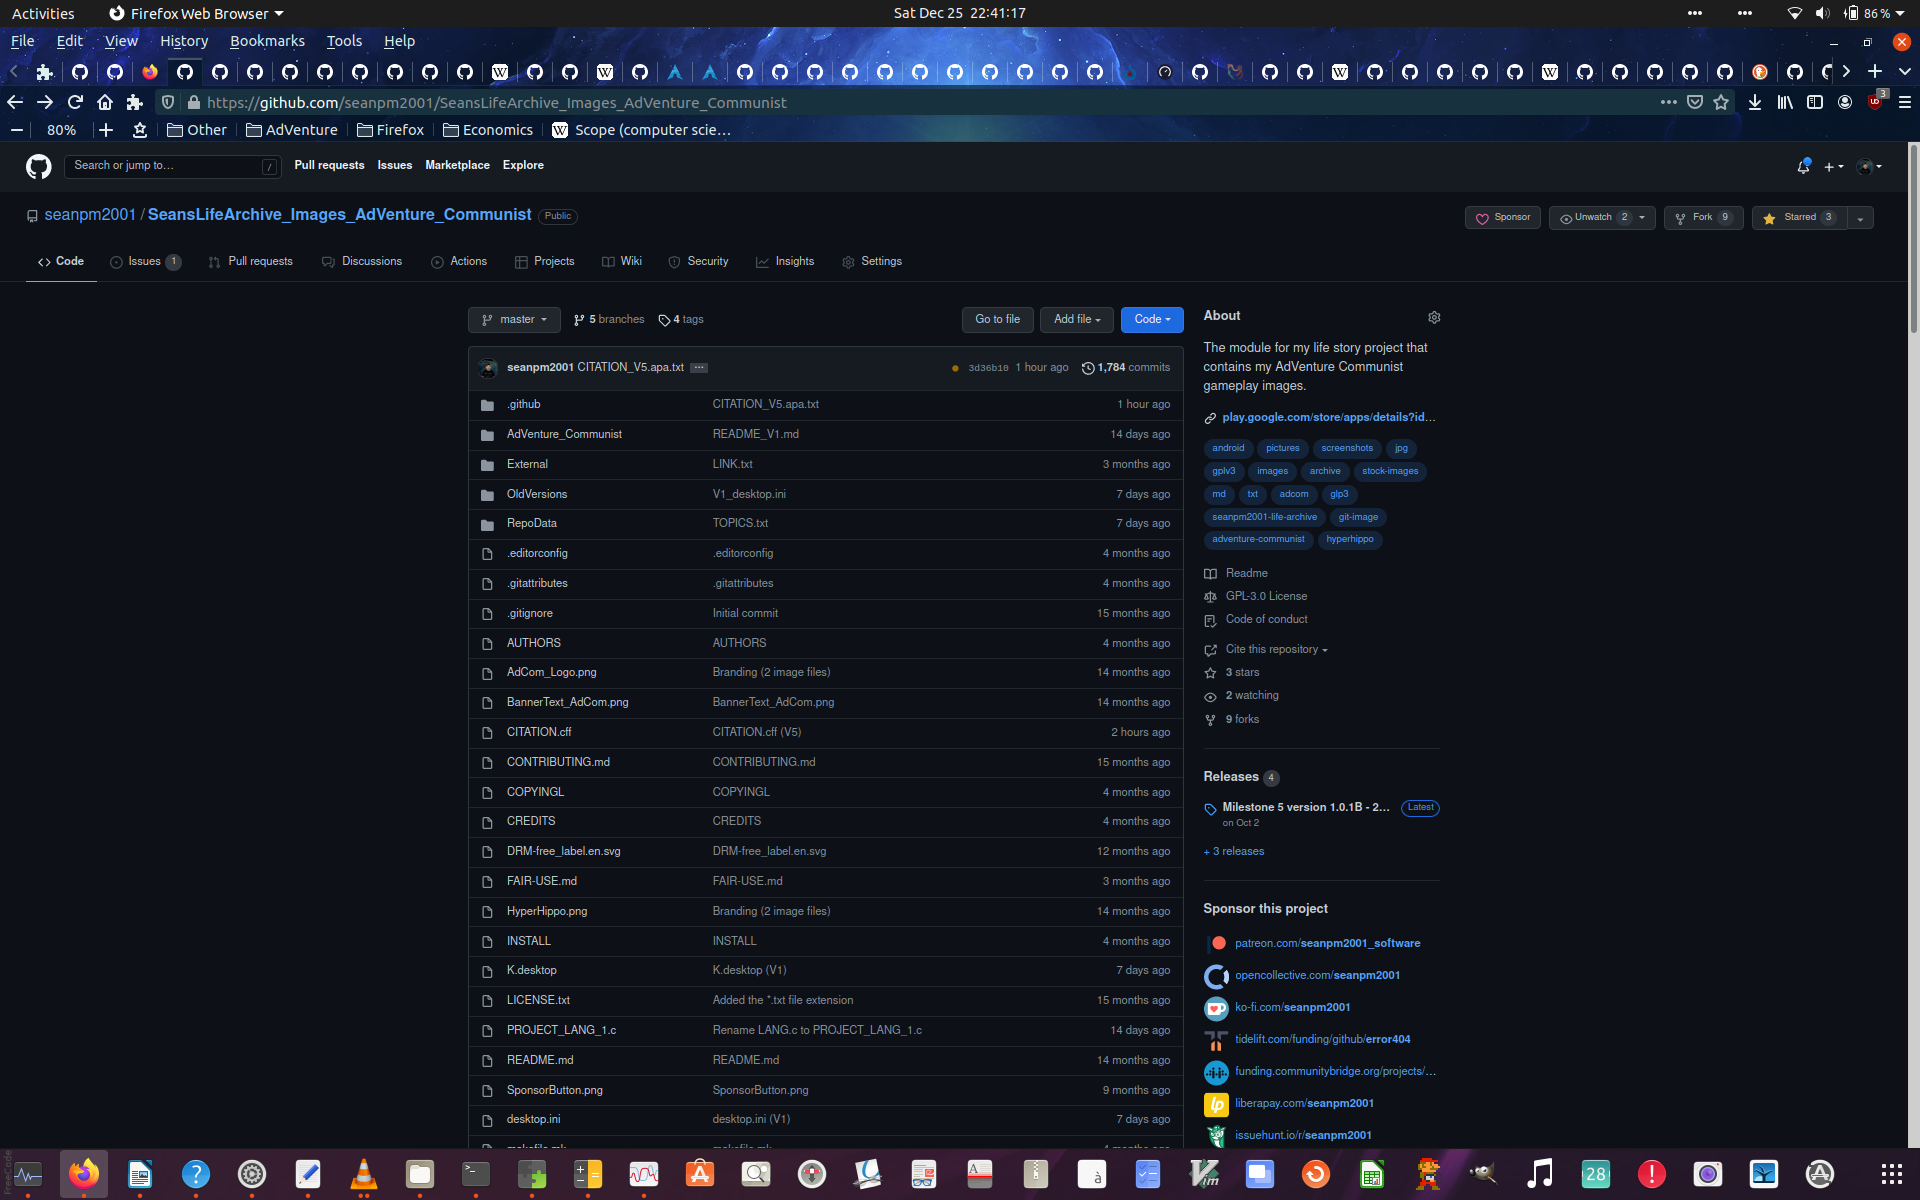 Activities Firefox Web Browser Sat Dec 25 22:41:17 86 %
File Edit View History Bookmarks Tools Help
https://github.com/seanpm2001/SeansLifeArchive_Images_AdVenture_Communist 3
80% Other AdVenture Firefox Economics Scope (computer scie…
Search or jump to… / Pull requests Issues Marketplace Explore
seanpm2001 / SeansLifeArchive_Images_AdVenture_Communist Public Sponsor Unwatch 2 Fork 9 Starred 3
Code Issues 1 Pull requests Discussions Actions Projects Wiki Security Insights Settings
master 5 branches 4 tags Go to file Add file Code
seanpm2001 CITATION_V5.apa.txt ... 3d36b10 1 hour ago 1,784 commits
.github CITATION_V5.apa.txt 1 hour ago
AdVenture_Communist README_V1.md 14 days ago
External LINK.txt 3 months ago
OldVersions V1_desktop.ini 7 days ago
RepoData TOPICS.txt 7 days ago
.editorconfig .editorconfig 4 months ago
.gitattributes .gitattributes 4 months ago
.gitignore Initial commit 15 months ago
AUTHORS AUTHORS 4 months ago
AdCom_Logo.png Branding (2 image files) 14 months ago
BannerText_AdCom.png BannerText_AdCom.png 14 months ago
CITATION.cff CITATION.cff (V5) 2 hours ago
CONTRIBUTING.md CONTRIBUTING.md 15 months ago
COPYINGL COPYINGL 4 months ago
CREDITS CREDITS 4 months ago
DRM-free_label.en.svg DRM-free_label.en.svg 12 months ago
FAIR-USE.md FAIR-USE.md 3 months ago
HyperHippo.png Branding (2 image files) 14 months ago
INSTALL INSTALL 4 months ago
K.desktop K.desktop (V1) 7 days ago
LICENSE.txt Added the *.txt file extension 15 months ago
PROJECT_LANG_1.c Rename LANG.c to PROJECT_LANG_1.c 14 days ago
README.md README.md 14 months ago
SponsorButton.png SponsorButton.png 9 months ago
desktop.ini desktop.ini (V1) 7 days ago
makefile.mk makefile.mk 4 months ago
About
The module for my life story project that
contains my AdVenture Communist
gameplay images.
play.google.com/store/apps/details?id…
android pictures screenshots jpg
gplv3 images archive stock-images
md txt adcom glp3
seanpm2001-life-archive git-image
adventure-communist hyperhippo
Readme
GPL-3.0 License
Code of conduct
Cite this repository
3 stars
2 watching
9 forks
Releases 4
Milestone 5 version 1.0.1B - 2… Latest
on Oct 2
+ 3 releases
Sponsor this project
patreon.com/seanpm2001_software
opencollective.com/seanpm2001
ko-fi.com/seanpm2001
tidelift.com/funding/github/error404
funding.communitybridge.org/projects/…
liberapay.com/seanpm2001
issuehunt.io/r/seanpm2001
28